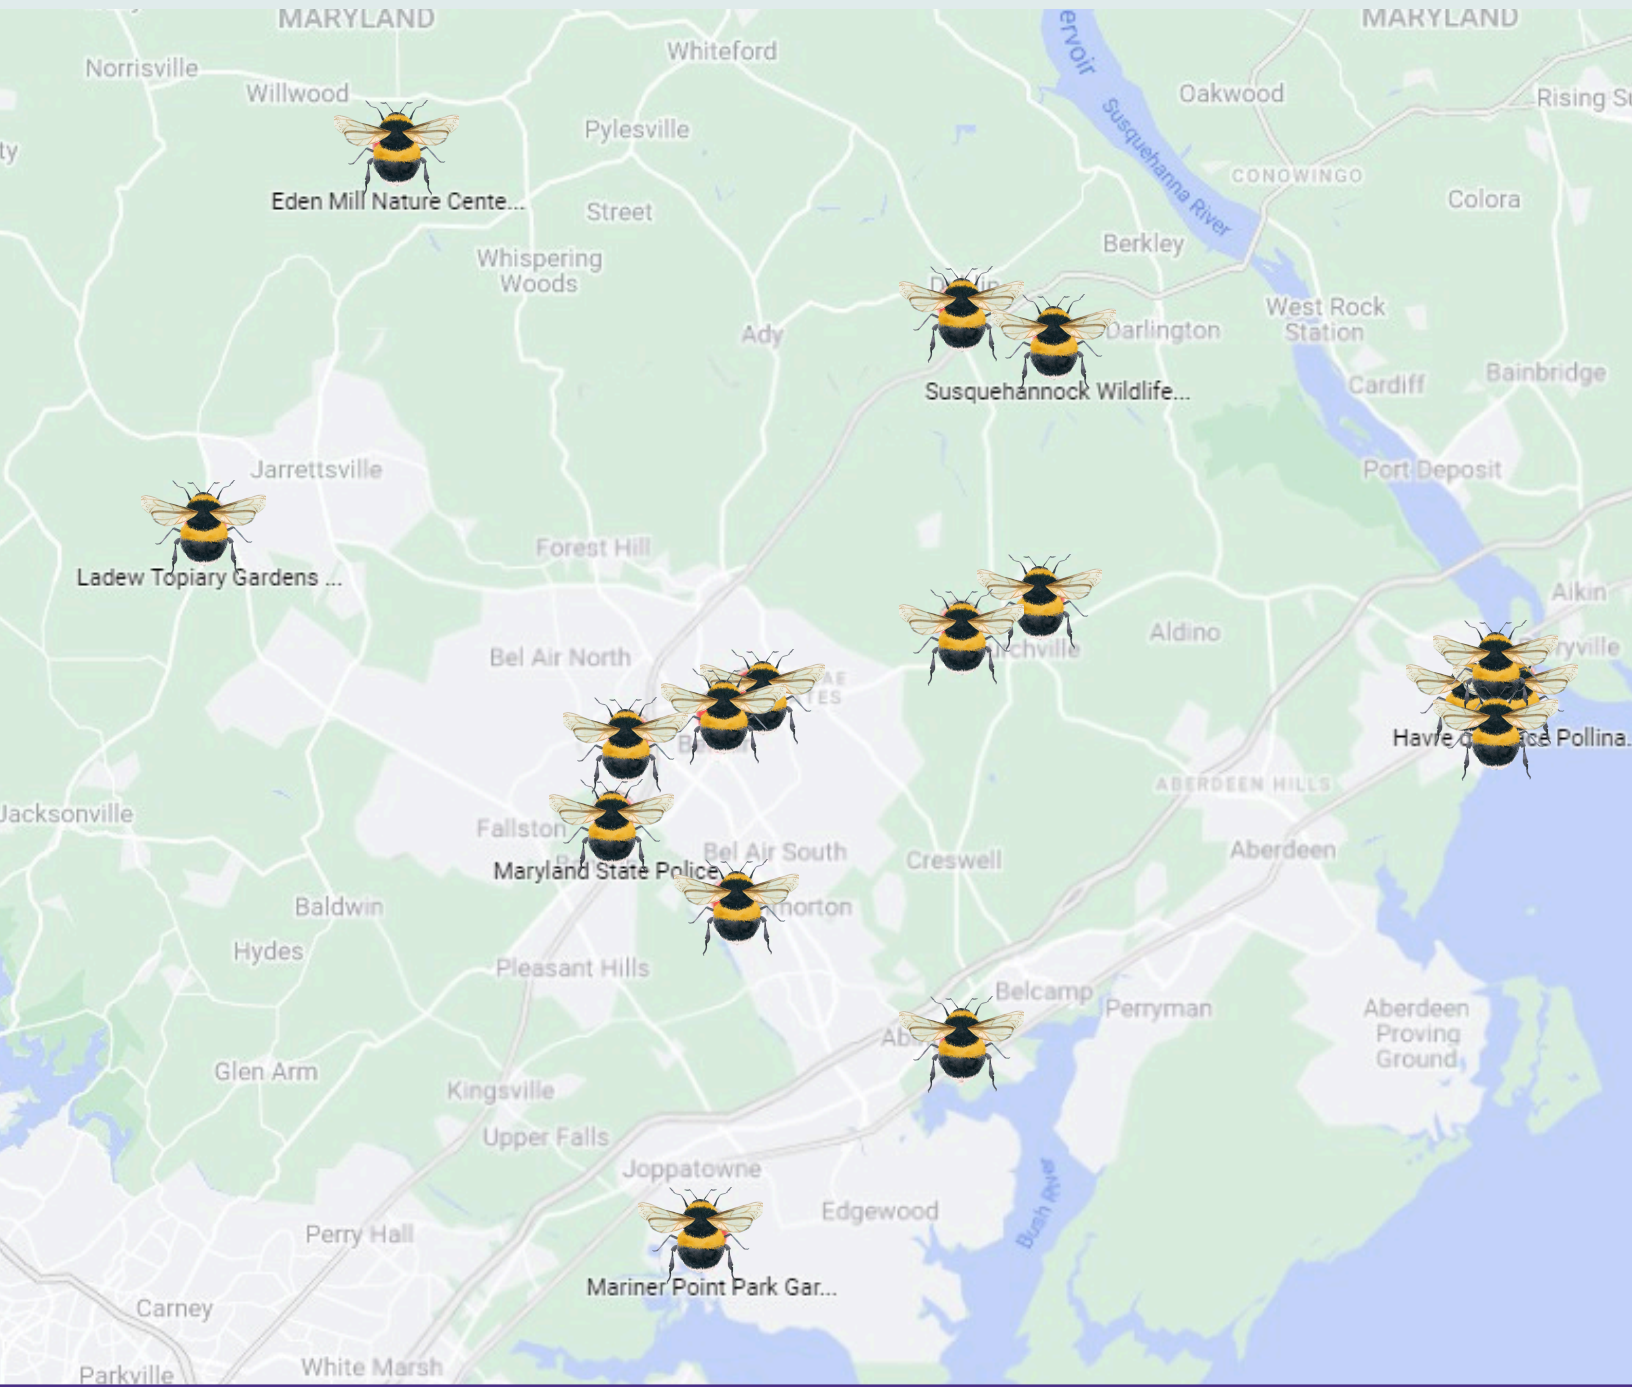 MARYLAND
MARYLAND
Whiteford
Norrisville
Willwood
Oakwood
Rising
Pylesville
Susquehanna River
CONOWINGO
Eden Mill Nature Cente...
Colora
Street
Berkley
Whispering
Woods
West Rock
Station
Ady
Darlington
Bainbridge
Cardiff
Susquehannock Wildlife...
Jarrettsville
Port Deposit
Forest Hill
Ladew Topiary Gardens ...
Aikin
Aldino
Bel Air North
Havre
Pollina...
ABERDEEN HILLS
Jacksonville
Fallston
Bel Air South
Aberdeen
Creswell
Maryland State Police
Baldwin
Hydes
Pleasant Hills
Belcamp
Perryman
Aberdeen
Proving
Ground
Glen Arm
Kingsville
Upper Falls
Joppatowne
Bush River
Edgewood
Perry Hall
Mariner Point Park Gar...
Carney
White Marsh
Parkville